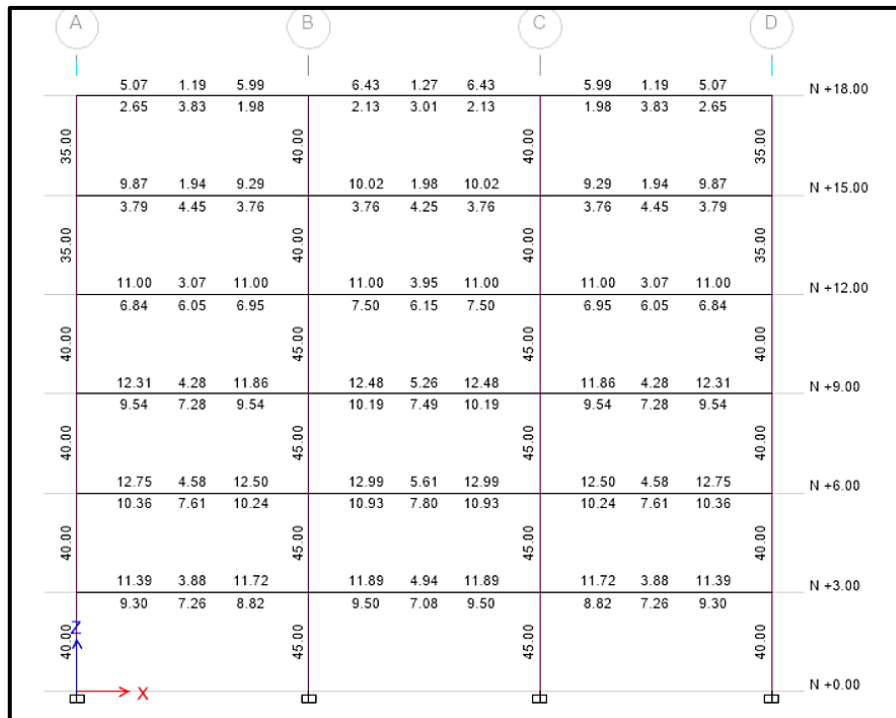 A B C D
5.07 1.19 5.99 6.43 1.27 6.43 5.99 1.19 5.07 N +18.00
2.65 3.83 1.98 2.13 3.01 2.13 1.98 3.83 2.65
35.00 40.00 40.00 35.00
9.87 1.94 9.29 10.02 1.98 10.02 9.29 1.94 9.87 N +15.00
3.79 4.45 3.76 3.76 4.25 3.76 3.76 4.45 3.79
35.00 40.00 40.00 35.00
11.00 3.07 11.00 11.00 3.95 11.00 11.00 3.07 11.00 N +12.00
6.84 6.05 6.95 7.50 6.15 7.50 6.95 6.05 6.84
40.00 45.00 45.00 40.00
12.31 4.28 11.86 12.48 5.26 12.48 11.86 4.28 12.31 N +9.00
9.54 7.28 9.54 10.19 7.49 10.19 9.54 7.28 9.54
40.00 45.00 45.00 40.00
12.75 4.58 12.50 12.99 5.61 12.99 12.50 4.58 12.75 N +6.00
10.36 7.61 10.24 10.93 7.80 10.93 10.24 7.61 10.36
40.00 45.00 45.00 40.00
11.39 3.88 11.72 11.89 4.94 11.89 11.72 3.88 11.39 N +3.00
9.30 7.26 8.82 9.50 7.08 9.50 8.82 7.26 9.30
40.00 45.00 45.00 40.00
Z
X
N +0.00